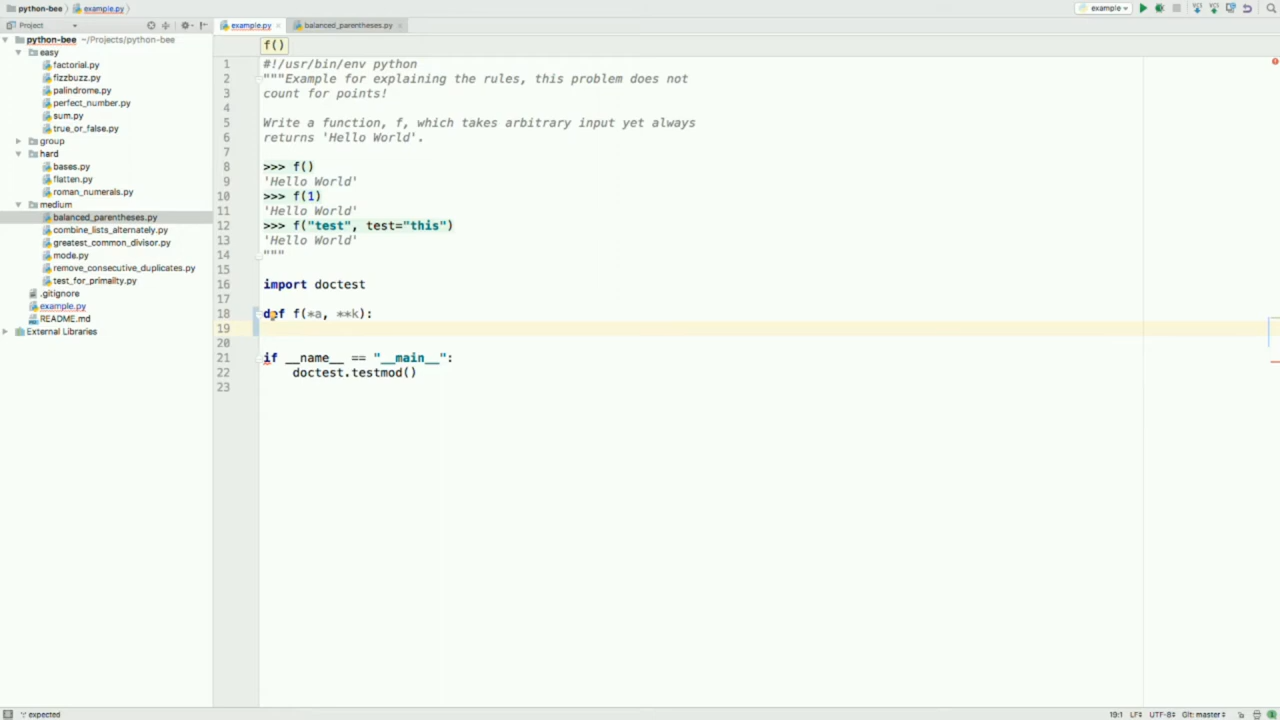 python-bee
example.py
example
Project
example.py
balanced_parentheses.py
python-bee ~/Projects/python-bee
easy
factorial.py
fizzbuzz.py
palindrome.py
perfect_number.py
sum.py
true_or_false.py
group
hard
bases.py
flatten.py
roman_numerals.py
medium
balanced_parentheses.py
combine_lists_alternately.py
greatest_common_divisor.py
mode.py
remove_consecutive_duplicates.py
test_for_primailty.py
.gitignore
example.py
README.md
External Libraries
f()
1 #!/usr/bin/env python
2 """Example for explaining the rules, this problem does not
3 count for points!
4
5 Write a function, f, which takes arbitrary input yet always
6 returns 'Hello World'.
7
8 >>> f()
9 'Hello World'
10 >>> f(1)
11 'Hello World'
12 >>> f("test", test="this")
13 'Hello World'
14 """
15
16 import doctest
17
18 def f(*a, **k):
19
20
21 if __name__ == "__main__":
22 doctest.testmod()
23
':' expected
19:1 LF UTF-8 Git: master